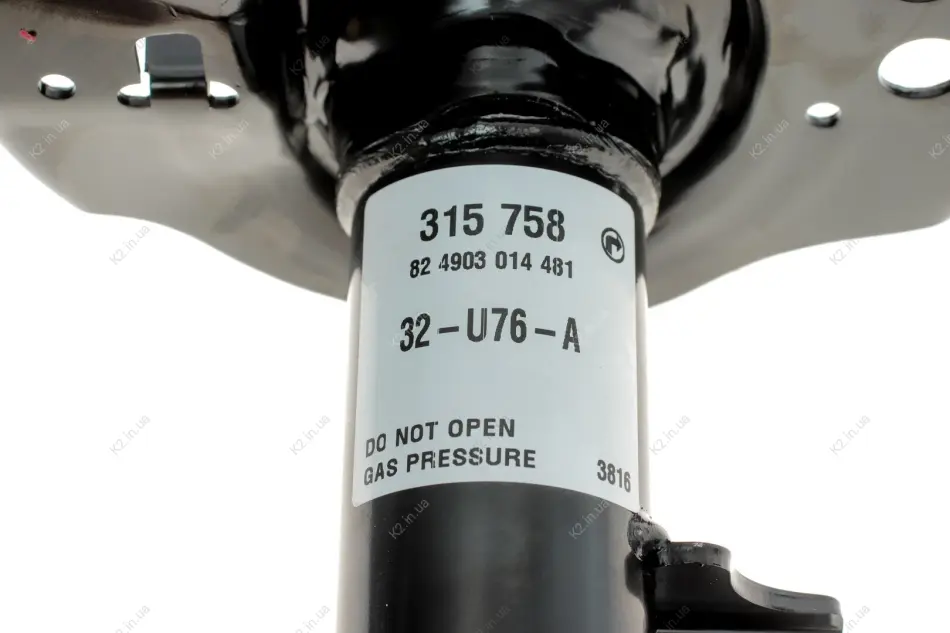 315 758
82 4903 014 481
32-U76-A
DO NOT OPEN
GAS PRESSURE
3816
K2.in.ua